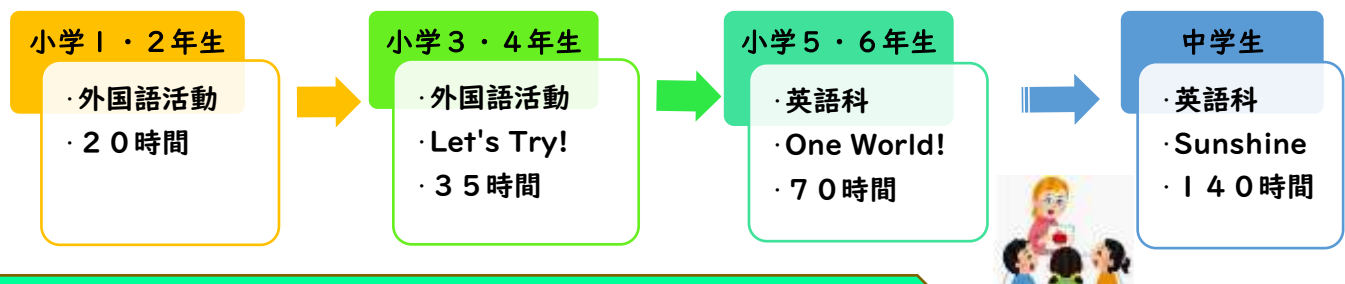 小学１・２年生
・外国語活動
・２０時間
小学３・４年生
・外国語活動
・Let's Try!
・３５時間
小学５・６年生
・英語科
・One World!
・７０時間
中学生
・英語科
・Sunshine
・１４０時間